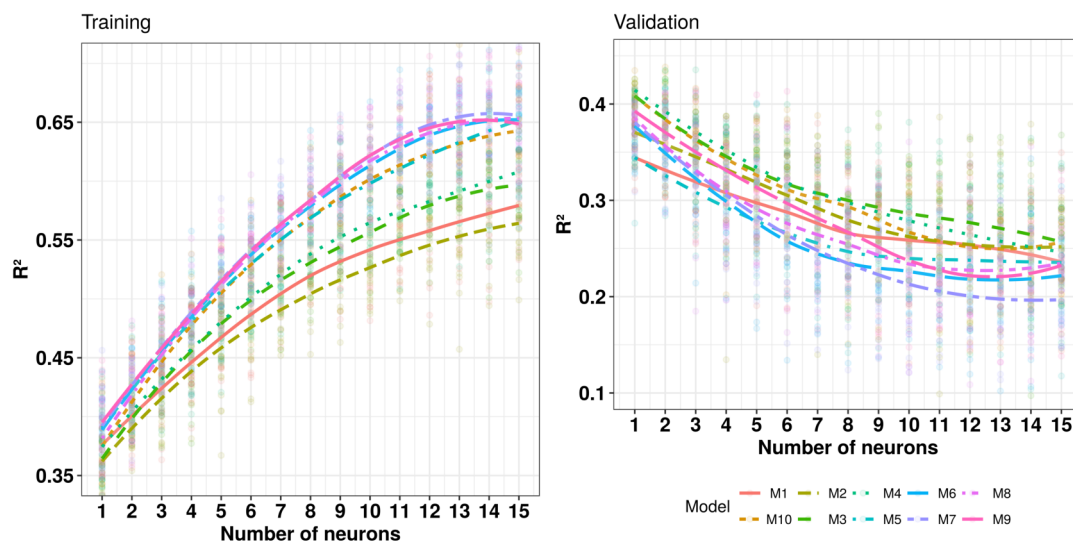 Training
R²
0.65
0.55
0.45
0.35
1 2 3 4 5 6 7 8 9 10 11 12 13 14 15
Number of neurons
Validation
R²
0.4
0.3
0.2
0.1
1 2 3 4 5 6 7 8 9 10 11 12 13 14 15
Number of neurons
Model
M1 M2 M4 M6 M8
M10 M3 M5 M7 M9